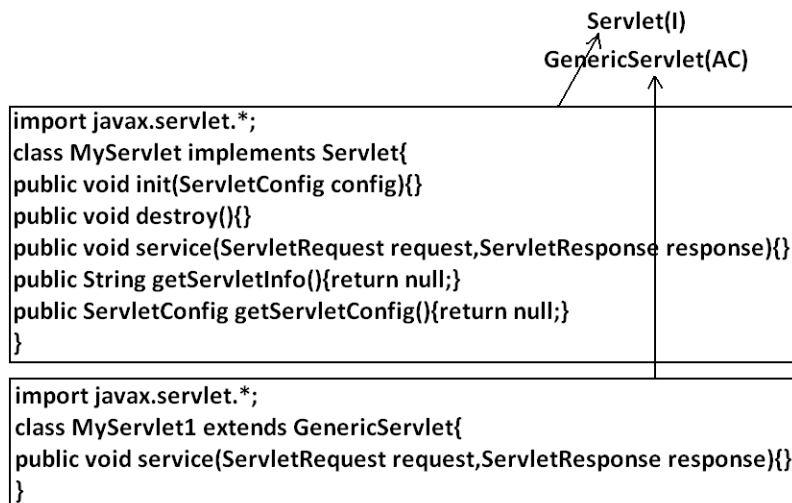 Servlet(I)
GenericServlet(AC)
import javax.servlet.*;
class MyServlet implements Servlet{
public void init(ServletConfig config){}
public void destroy(){}
public void service(ServletRequest request,ServletResponse response){}
public String getServletInfo(){return null;}
public ServletConfig getServletConfig(){return null;}
}
import javax.servlet.*;
class MyServlet1 extends GenericServlet{
public void service(ServletRequest request,ServletResponse response){}
}